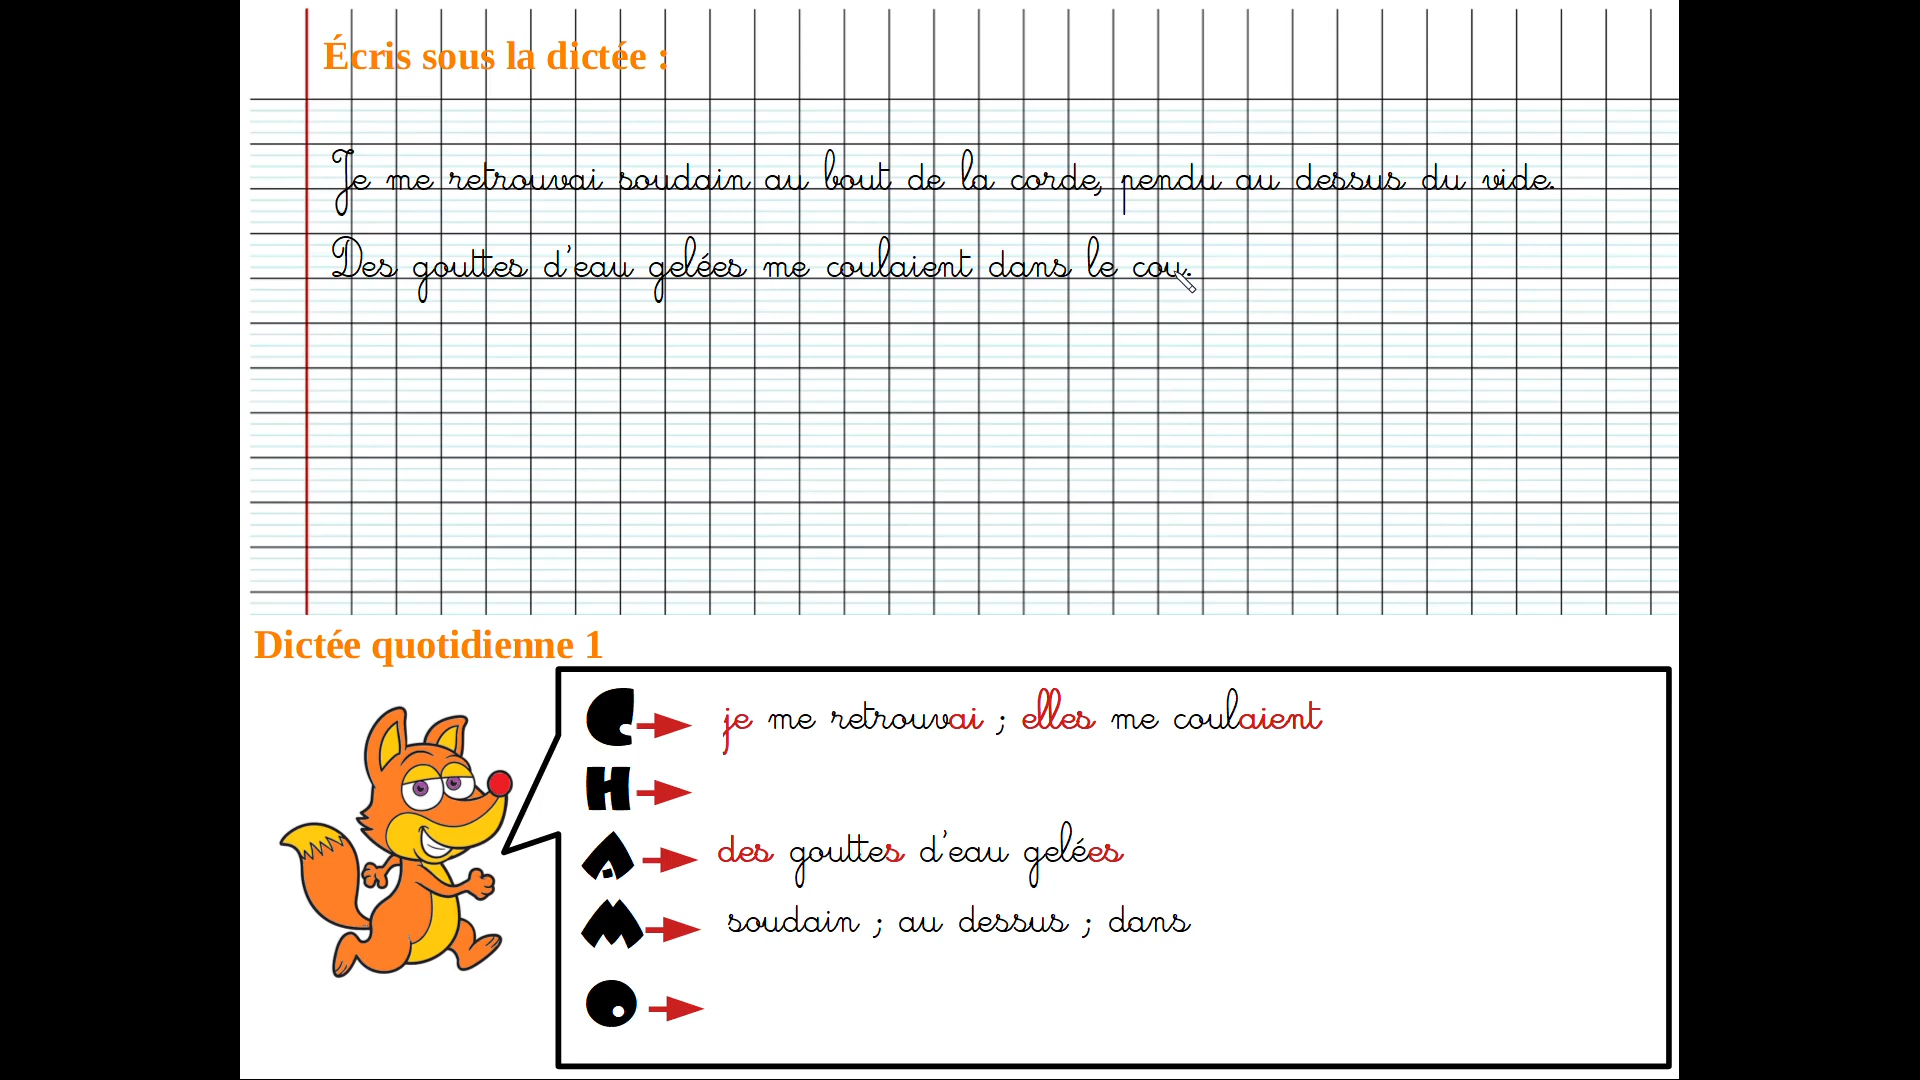 Écris sous la dictée :
Je me retrouvai soudain au bout de la corde, pendu au dessus du vide.
Des gouttes d'eau gelées me coulaient dans le cou.
Dictée quotidienne 1
C je me retrouvai ; elles me coulaient
H
A des gouttes d'eau gelées
M soudain ; au dessus ; dans
O